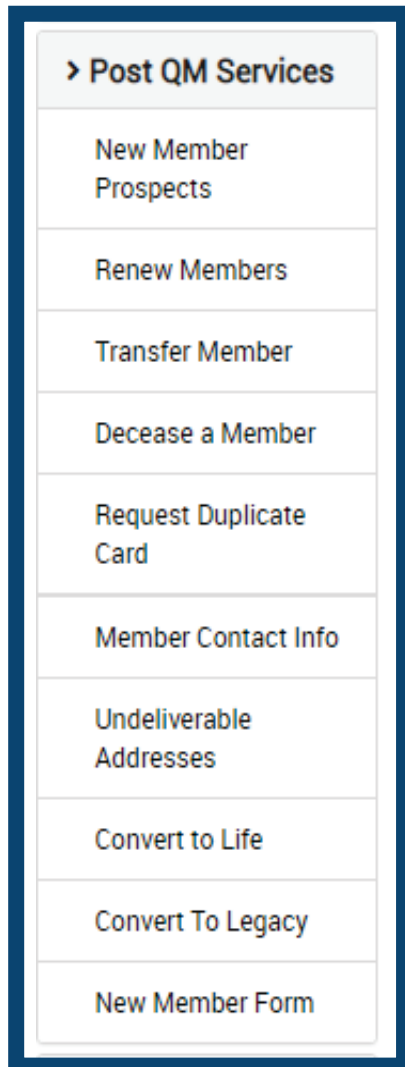 > Post QM Services
New Member
Prospects
Renew Members
Transfer Member
Decease a Member
Request Duplicate
Card
Member Contact Info
Undeliverable
Addresses
Convert to Life
Convert To Legacy
New Member Form